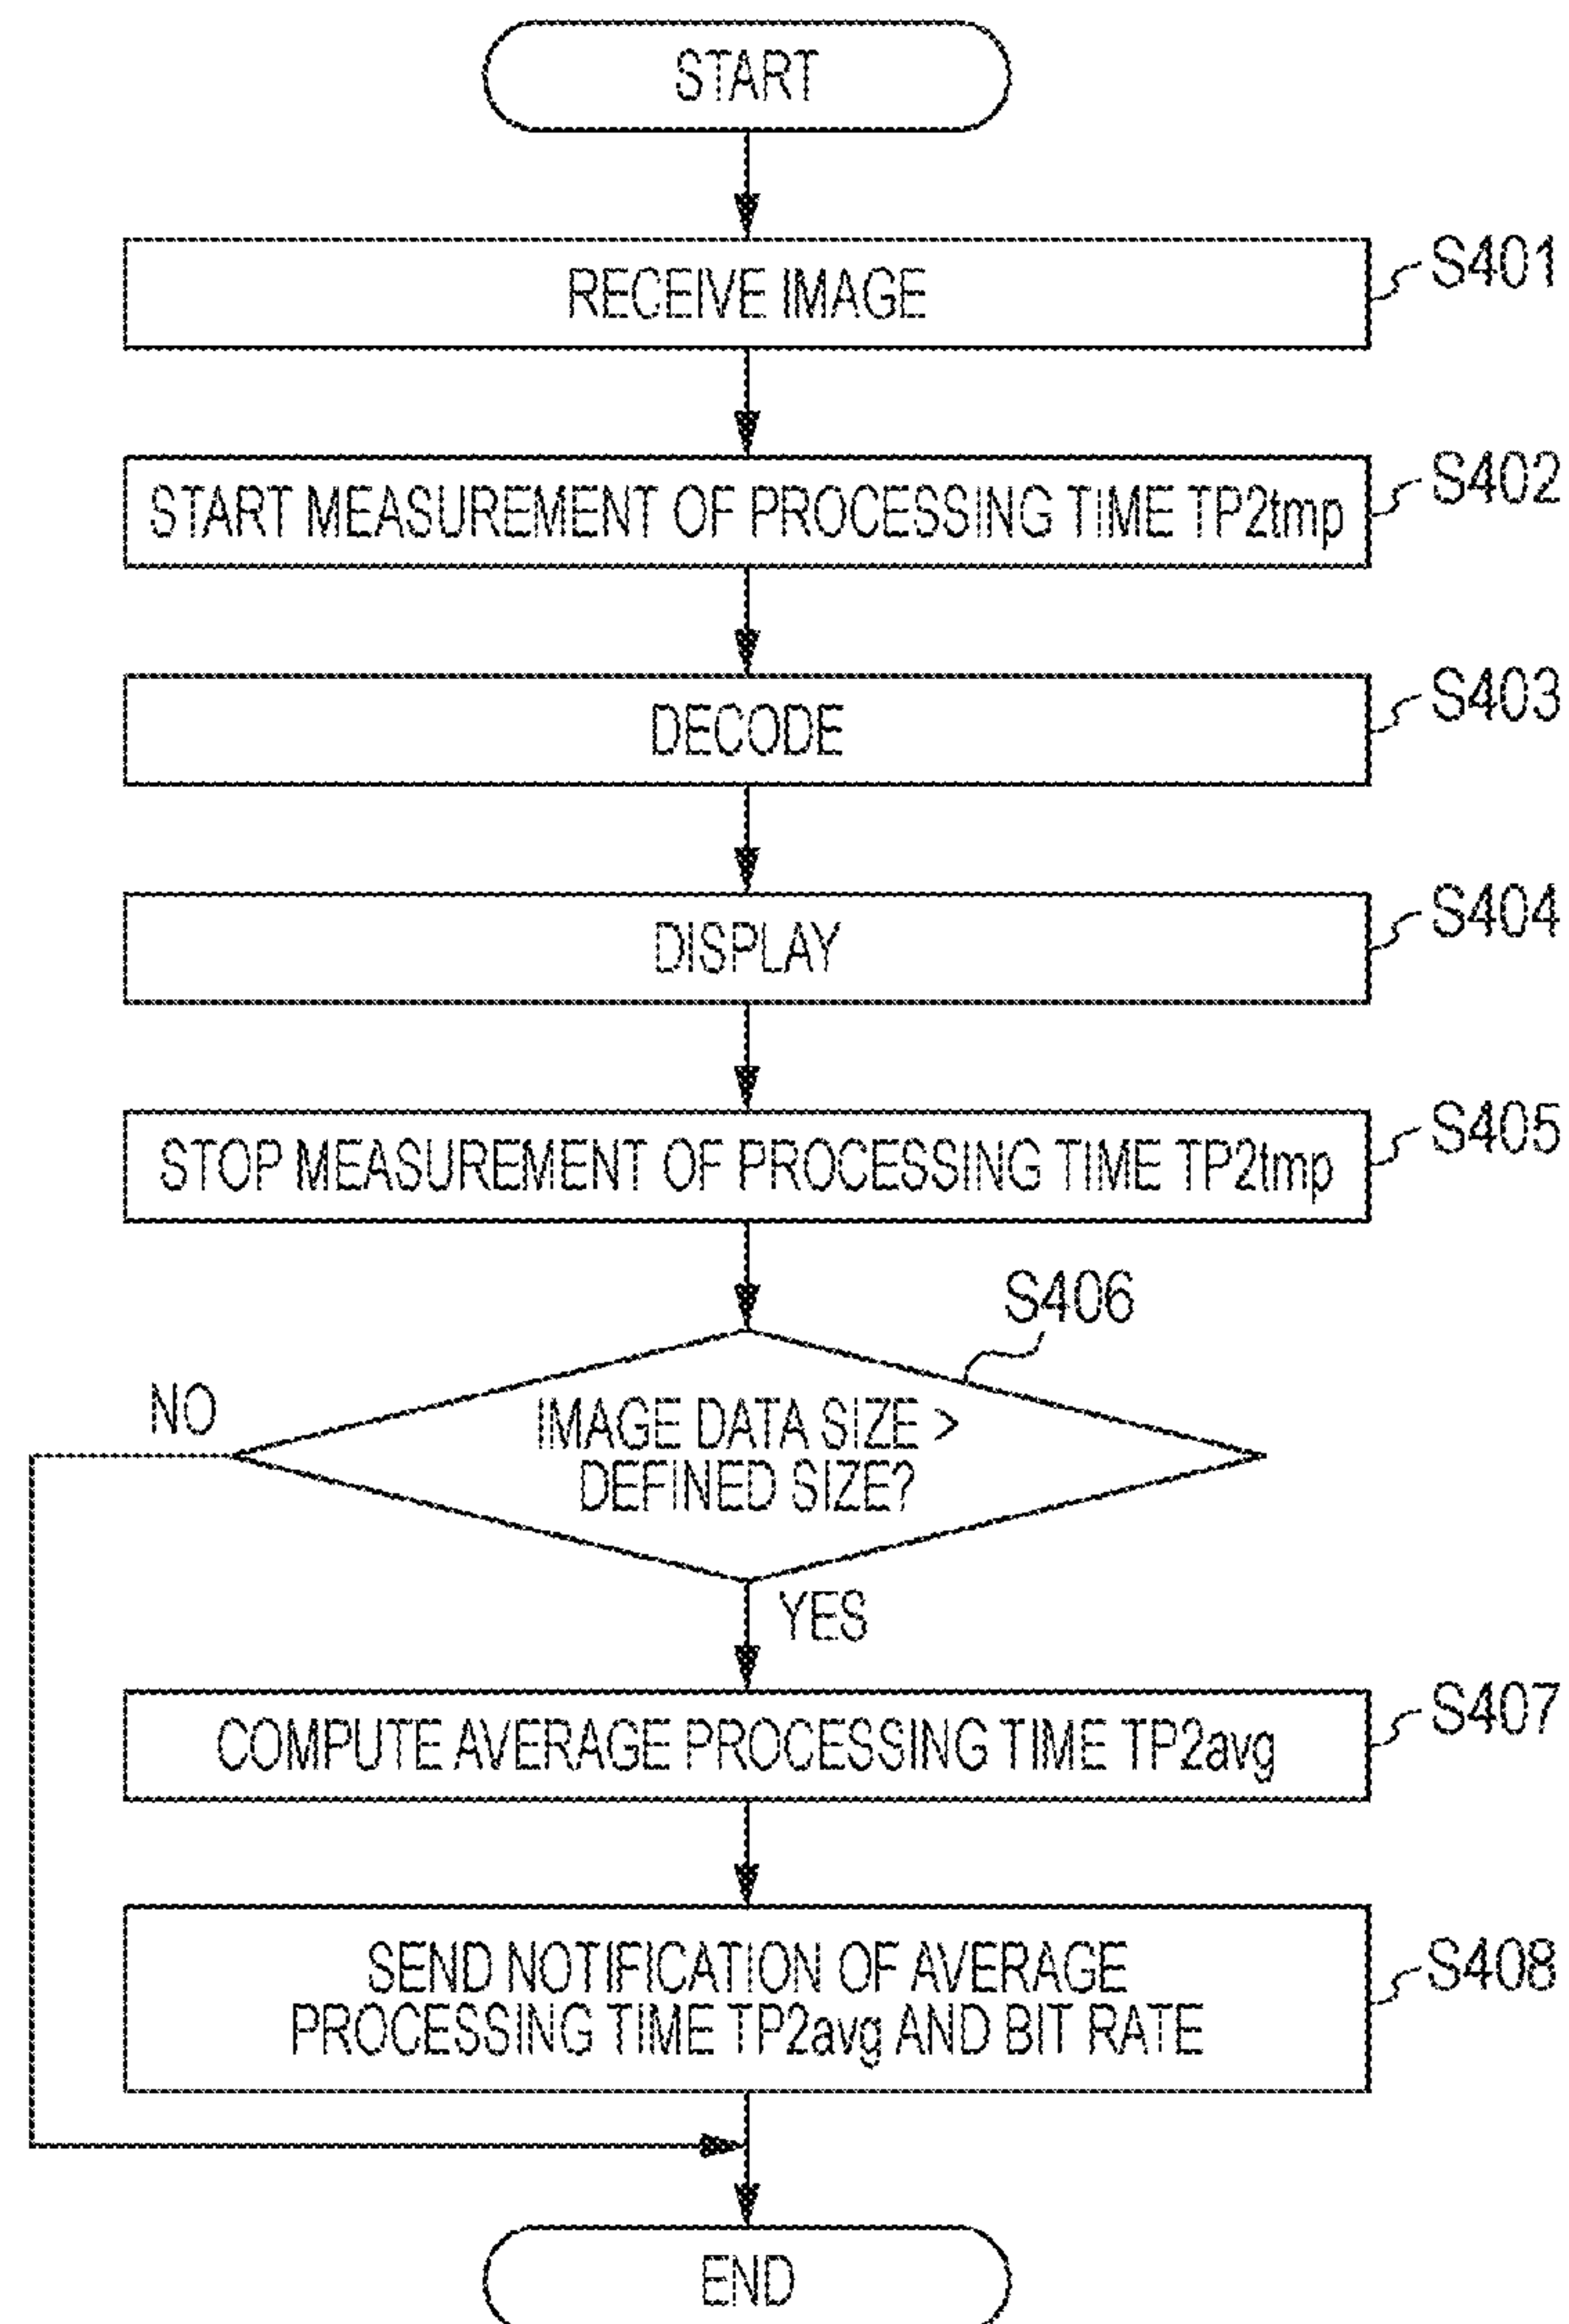 START
RECEIVE IMAGE
S401
START MEASUREMENT OF PROCESSING TIME TP2tmp
S402
DECODE
S403
DISPLAY
S404
STOP MEASUREMENT OF PROCESSING TIME TP2tmp
S405
S406
NO
IMAGE DATA SIZE >
DEFINED SIZE?
YES
COMPUTE AVERAGE PROCESSING TIME TP2avg
S407
SEND NOTIFICATION OF AVERAGE
PROCESSING TIME TP2avg AND BIT RATE
S408
END